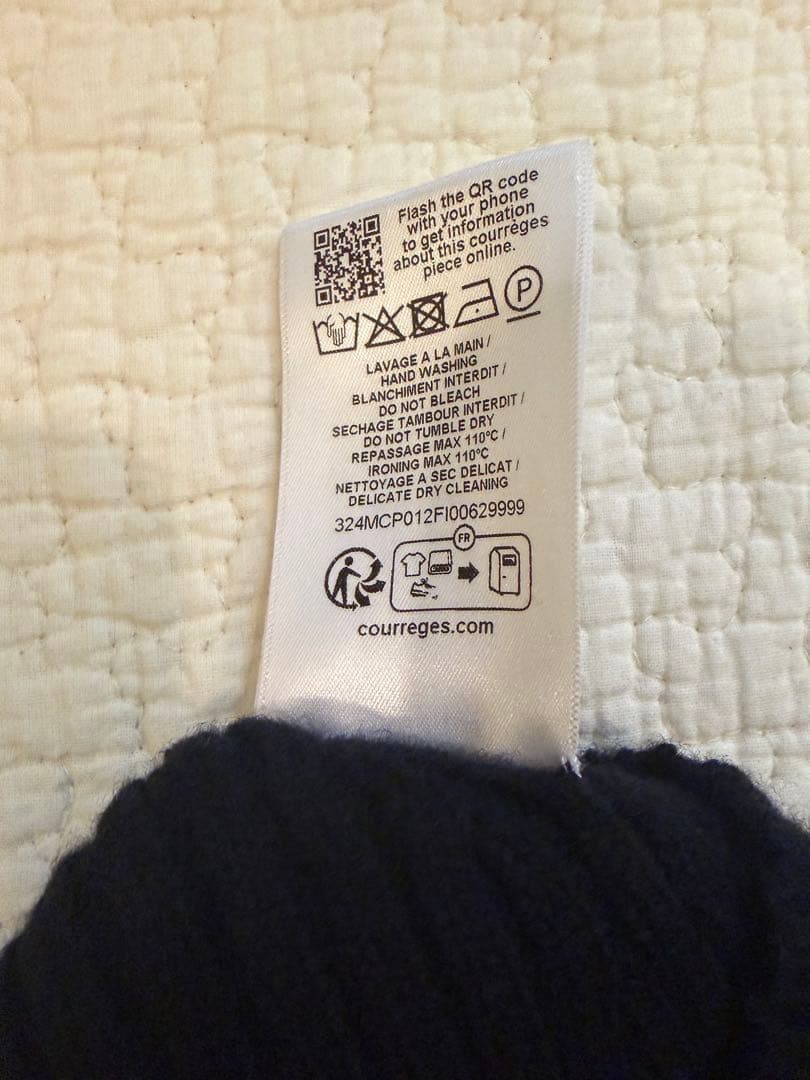 Flash the QR code
with your phone
to get information
about this courrèges
piece online.
P
LAVAGE A LA MAIN /
HAND WASHING
BLANCHIMENT INTERDIT /
DO NOT BLEACH
SECHAGE TAMBOUR INTERDIT /
DO NOT TUMBLE DRY
REPASSAGE MAX 110°C /
IRONING MAX 110°C
NETTOYAGE A SEC DELICAT /
DELICATE DRY CLEANING
324MCP012FI00629999
FR
courreges.com